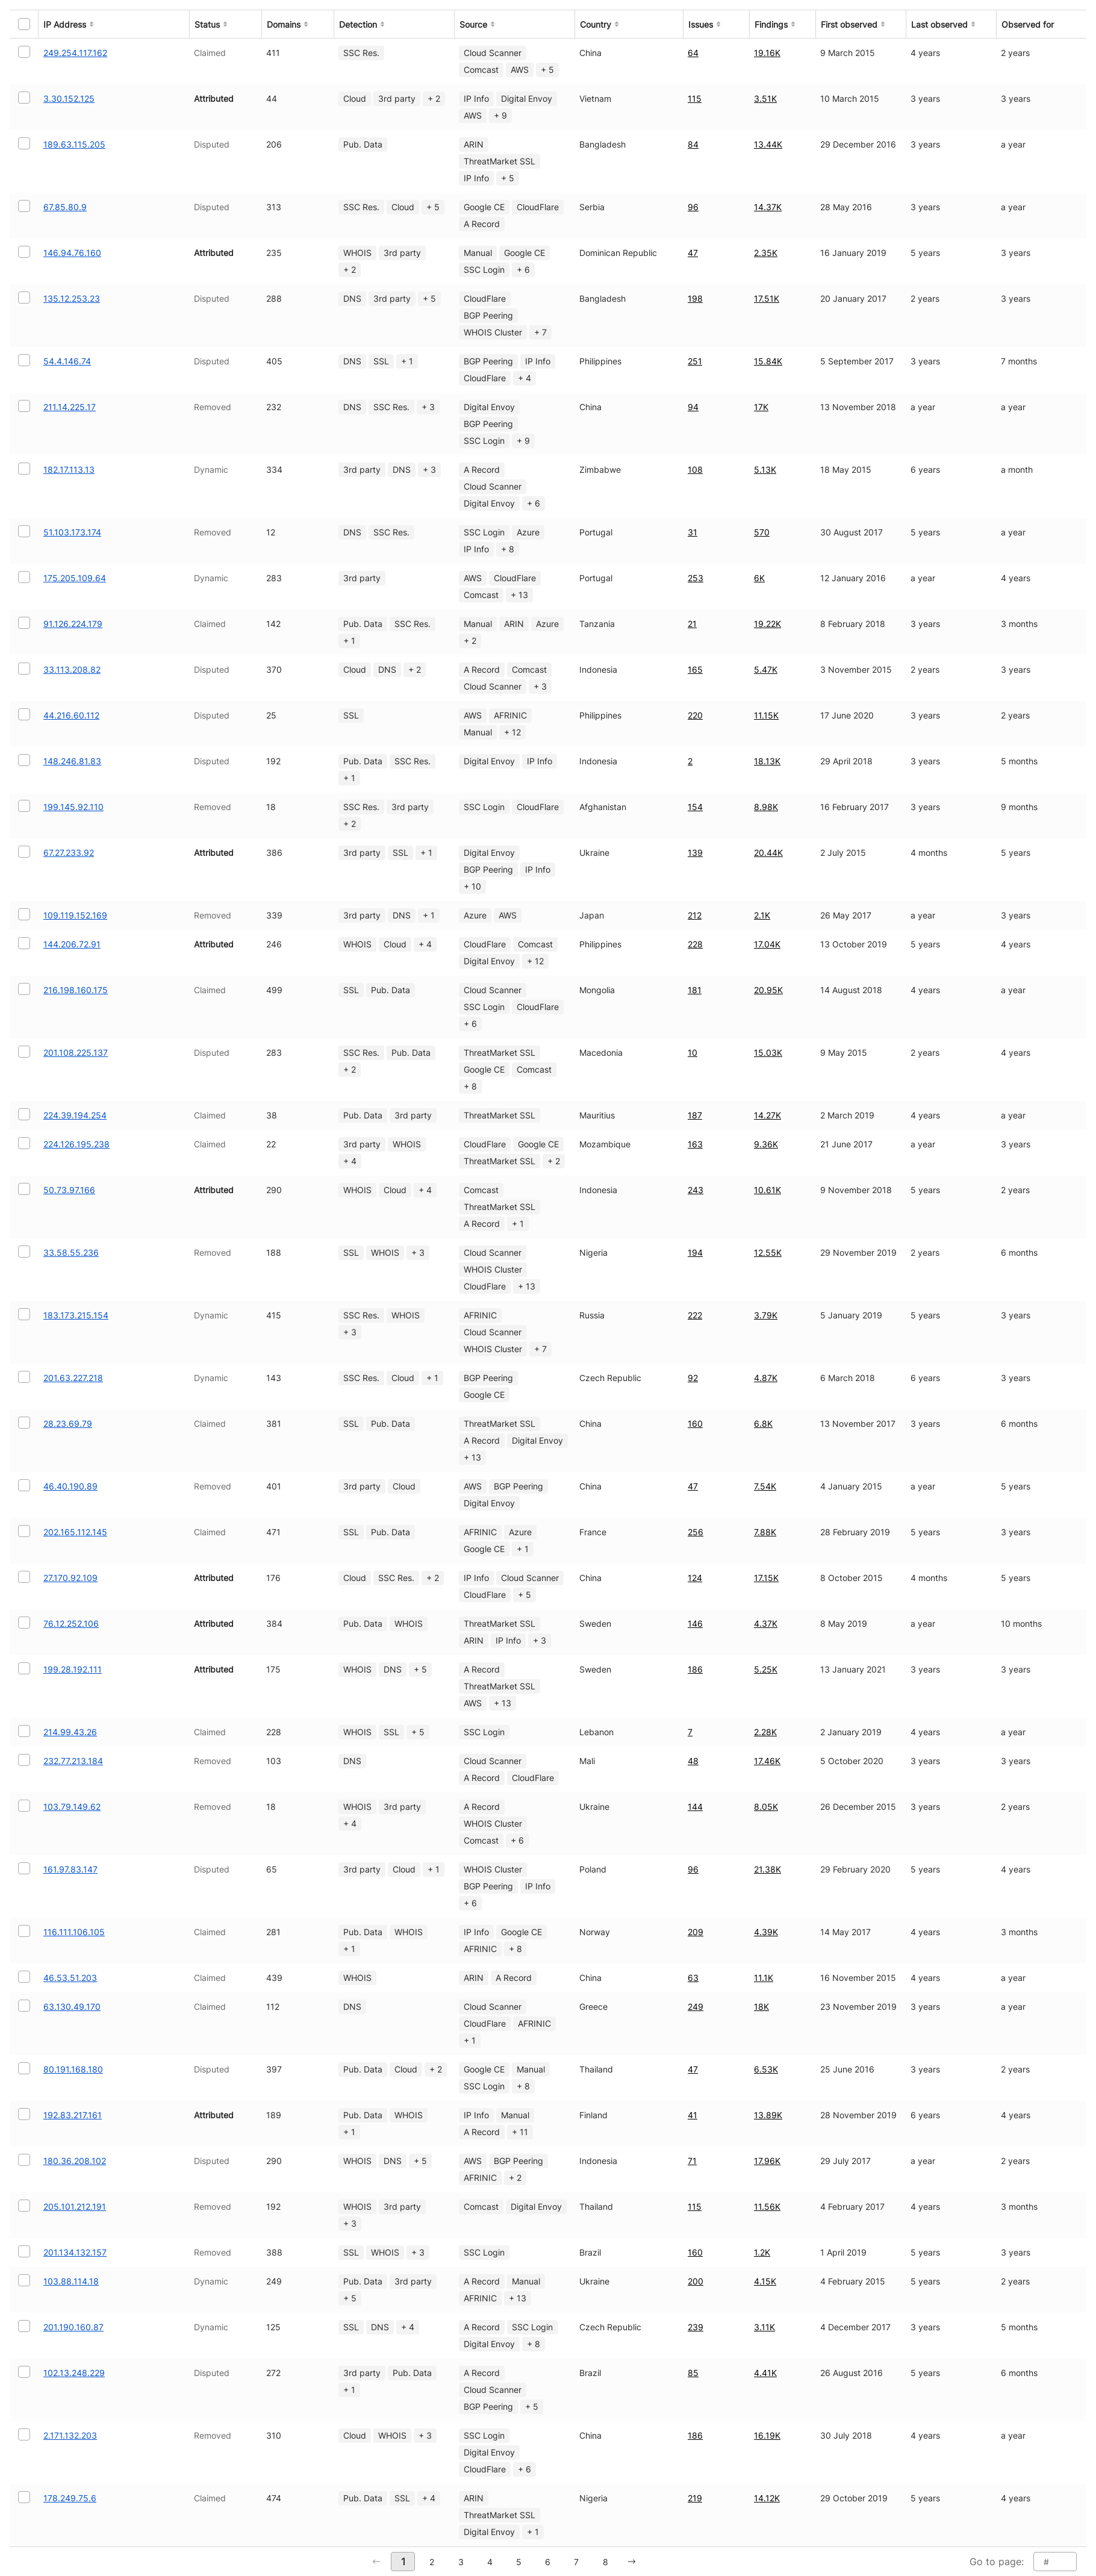 IP Address Status Domains Detection Source Country Issues Findings First observed Last observed Observed for
249.254.117.162 Claimed 411 SSC Res. Cloud Scanner China 64 19.16K 9 March 2015 4 years 2 years
Comcast AWS + 5
3.30.152.125 Attributed 44 Cloud 3rd party + 2 IP Info Digital Envoy Vietnam 115 3.51K 10 March 2015 3 years 3 years
AWS + 9
189.63.115.205 Disputed 206 Pub. Data ARIN Bangladesh 84 13.44K 29 December 2016 3 years a year
ThreatMarket SSL
IP Info + 5
67.85.80.9 Disputed 313 SSC Res. Cloud + 5 Google CE CloudFlare Serbia 96 14.37K 28 May 2016 3 years a year
A Record
146.94.76.160 Attributed 235 WHOIS 3rd party Manual Google CE Dominican Republic 47 2.35K 16 January 2019 5 years 3 years
+ 2 SSC Login + 6
135.12.253.23 Disputed 288 DNS 3rd party + 5 CloudFlare Bangladesh 198 17.51K 20 January 2017 2 years 3 years
BGP Peering
WHOIS Cluster + 7
54.4.146.74 Disputed 405 DNS SSL + 1 BGP Peering IP Info Philippines 251 15.84K 5 September 2017 3 years 7 months
CloudFlare + 4
211.14.225.17 Removed 232 DNS SSC Res. + 3 Digital Envoy China 94 17K 13 November 2018 a year a year
BGP Peering
SSC Login + 9
182.17.113.13 Dynamic 334 3rd party DNS + 3 A Record Zimbabwe 108 5.13K 18 May 2015 6 years a month
Cloud Scanner
Digital Envoy + 6
51.103.173.174 Removed 12 DNS SSC Res. SSC Login Azure Portugal 31 570 30 August 2017 5 years a year
IP Info + 8
175.205.109.64 Dynamic 283 3rd party AWS CloudFlare Portugal 253 6K 12 January 2016 a year 4 years
Comcast + 13
91.126.224.179 Claimed 142 Pub. Data SSC Res. Manual ARIN Azure Tanzania 21 19.22K 8 February 2018 3 years 3 months
+ 1 + 2
33.113.208.82 Disputed 370 Cloud DNS + 2 A Record Comcast Indonesia 165 5.47K 3 November 2015 2 years 3 years
Cloud Scanner + 3
44.216.60.112 Disputed 25 SSL AWS AFRINIC Philippines 220 11.15K 17 June 2020 3 years 2 years
Manual + 12
148.246.81.83 Disputed 192 Pub. Data SSC Res. Digital Envoy IP Info Indonesia 2 18.13K 29 April 2018 3 years 5 months
+ 1
199.145.92.110 Removed 18 SSC Res. 3rd party SSC Login CloudFlare Afghanistan 154 8.98K 16 February 2017 3 years 9 months
+ 2
67.27.233.92 Attributed 386 3rd party SSL + 1 Digital Envoy Ukraine 139 20.44K 2 July 2015 4 months 5 years
BGP Peering IP Info
+ 10
109.119.152.169 Removed 339 3rd party DNS + 1 Azure AWS Japan 212 2.1K 26 May 2017 a year 3 years
144.206.72.91 Attributed 246 WHOIS Cloud + 4 CloudFlare Comcast Philippines 228 17.04K 13 October 2019 5 years 4 years
Digital Envoy + 12
216.198.160.175 Claimed 499 SSL Pub. Data Cloud Scanner Mongolia 181 20.95K 14 August 2018 4 years a year
SSC Login CloudFlare
+ 6
201.108.225.137 Disputed 283 SSC Res. Pub. Data ThreatMarket SSL Macedonia 10 15.03K 9 May 2015 2 years 4 years
+ 2 Google CE Comcast
+ 8
224.39.194.254 Claimed 38 Pub. Data 3rd party ThreatMarket SSL Mauritius 187 14.27K 2 March 2019 4 years a year
224.126.195.238 Claimed 22 3rd party WHOIS CloudFlare Google CE Mozambique 163 9.36K 21 June 2017 a year 3 years
+ 4 ThreatMarket SSL + 2
50.73.97.166 Attributed 290 WHOIS Cloud + 4 Comcast Indonesia 243 10.61K 9 November 2018 5 years 2 years
ThreatMarket SSL
A Record + 1
33.58.55.236 Removed 188 SSL WHOIS + 3 Cloud Scanner Nigeria 194 12.55K 29 November 2019 2 years 6 months
WHOIS Cluster
CloudFlare + 13
183.173.215.154 Dynamic 415 SSC Res. WHOIS AFRINIC Russia 222 3.79K 5 January 2019 5 years 3 years
+ 3 Cloud Scanner
WHOIS Cluster + 7
201.63.227.218 Dynamic 143 SSC Res. Cloud + 1 BGP Peering Czech Republic 92 4.87K 6 March 2018 6 years 3 years
Google CE
28.23.69.79 Claimed 381 SSL Pub. Data ThreatMarket SSL China 160 6.8K 13 November 2017 3 years 6 months
A Record Digital Envoy
+ 13
46.40.190.89 Removed 401 3rd party Cloud AWS BGP Peering China 47 7.54K 4 January 2015 a year 5 years
Digital Envoy
202.165.112.145 Claimed 471 SSL Pub. Data AFRINIC Azure France 256 7.88K 28 February 2019 5 years 3 years
Google CE + 1
27.170.92.109 Attributed 176 Cloud SSC Res. + 2 IP Info Cloud Scanner China 124 17.15K 8 October 2015 4 months 5 years
CloudFlare + 5
76.12.252.106 Attributed 384 Pub. Data WHOIS ThreatMarket SSL Sweden 146 4.37K 8 May 2019 a year 10 months
ARIN IP Info + 3
199.28.192.111 Attributed 175 WHOIS DNS + 5 A Record Sweden 186 5.25K 13 January 2021 3 years 3 years
ThreatMarket SSL
AWS + 13
214.99.43.26 Claimed 228 WHOIS SSL + 5 SSC Login Lebanon 7 2.28K 2 January 2019 4 years a year
232.77.213.184 Removed 103 DNS Cloud Scanner Mali 48 17.46K 5 October 2020 3 years 3 years
A Record CloudFlare
103.79.149.62 Removed 18 WHOIS 3rd party A Record Ukraine 144 8.05K 26 December 2015 3 years 2 years
+ 4 WHOIS Cluster
Comcast + 6
161.97.83.147 Disputed 65 3rd party Cloud + 1 WHOIS Cluster Poland 96 21.38K 29 February 2020 5 years 4 years
BGP Peering IP Info
+ 6
116.111.106.105 Claimed 281 Pub. Data WHOIS IP Info Google CE Norway 209 4.39K 14 May 2017 4 years 3 months
+ 1 AFRINIC + 8
46.53.51.203 Claimed 439 WHOIS ARIN A Record China 63 11.1K 16 November 2015 4 years a year
63.130.49.170 Claimed 112 DNS Cloud Scanner Greece 249 18K 23 November 2019 3 years a year
CloudFlare AFRINIC
+ 1
80.191.168.180 Disputed 397 Pub. Data Cloud + 2 Google CE Manual Thailand 47 6.53K 25 June 2016 3 years 2 years
SSC Login + 8
192.83.217.161 Attributed 189 Pub. Data WHOIS IP Info Manual Finland 41 13.89K 28 November 2019 6 years 4 years
+ 1 A Record + 11
180.36.208.102 Disputed 290 WHOIS DNS + 5 AWS BGP Peering Indonesia 71 17.96K 29 July 2017 a year 2 years
AFRINIC + 2
205.101.212.191 Removed 192 WHOIS 3rd party Comcast Digital Envoy Thailand 115 11.56K 4 February 2017 4 years 3 months
+ 3
201.134.132.157 Removed 388 SSL WHOIS + 3 SSC Login Brazil 160 1.2K 1 April 2019 5 years 3 years
103.88.114.18 Dynamic 249 Pub. Data 3rd party A Record Manual Ukraine 200 4.15K 4 February 2015 5 years 2 years
+ 5 AFRINIC + 13
201.190.160.87 Dynamic 125 SSL DNS + 4 A Record SSC Login Czech Republic 239 3.11K 4 December 2017 3 years 5 months
Digital Envoy + 8
102.13.248.229 Disputed 272 3rd party Pub. Data A Record Brazil 85 4.41K 26 August 2016 5 years 6 months
+ 1 Cloud Scanner
BGP Peering + 5
2.171.132.203 Removed 310 Cloud WHOIS + 3 SSC Login China 186 16.19K 30 July 2018 4 years a year
Digital Envoy
CloudFlare + 6
178.249.75.6 Claimed 474 Pub. Data SSL + 4 ARIN Nigeria 219 14.12K 29 October 2019 5 years 4 years
ThreatMarket SSL
Digital Envoy + 1
← 1 2 3 4 5 6 7 8 → Go to page: #